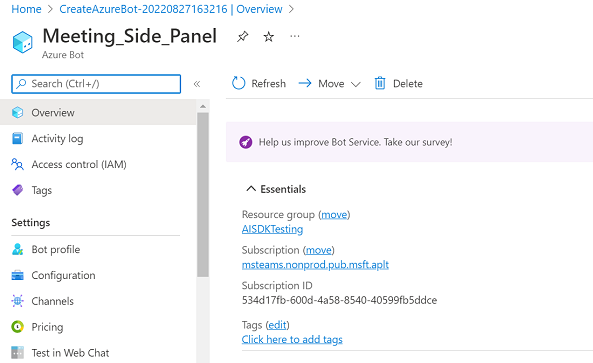 Home > CreateAzureBot-20220827163216 | Overview >
Meeting_Side_Panel
Azure Bot
Search (Ctrl+/)
«
Refresh
Move
Delete
Overview
Activity log
Access control (IAM)
Tags
Settings
Bot profile
Configuration
Channels
Pricing
Test in Web Chat
Help us improve Bot Service. Take our survey!
Essentials
Resource group (move)
AISDKTesting
Subscription (move)
msteams.nonprod.pub.msft.aplt
Subscription ID
534d17fb-600d-4a58-8540-40599fb5ddce
Tags (edit)
Click here to add tags